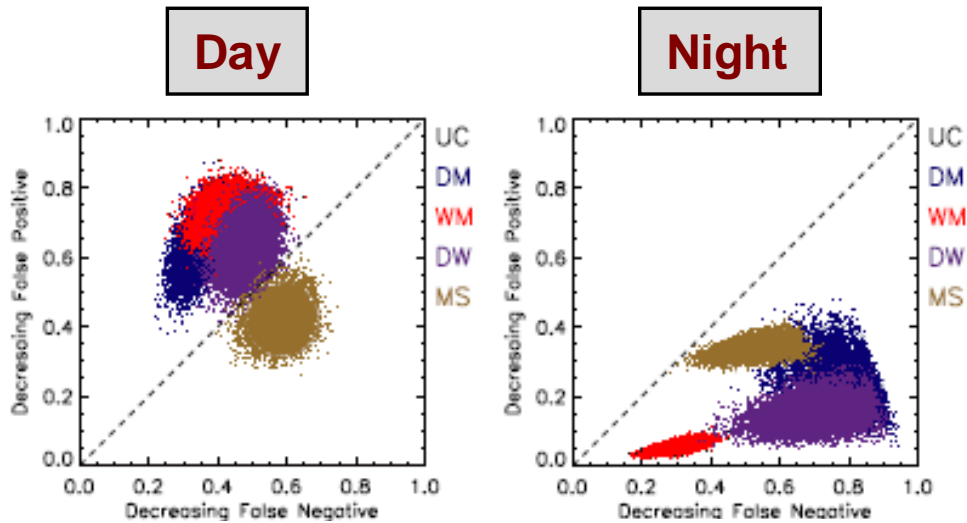 Day
Night
Decreasing False Positive
1.0
0.8
0.6
0.4
0.2
0.0
0.0 0.2 0.4 0.6 0.8 1.0
Decreasing False Negative
UC
DM
WM
DW
MS
Decreasing False Positive
1.0
0.8
0.6
0.4
0.2
0.0
0.0 0.2 0.4 0.6 0.8 1.0
Decreasing False Negative
UC
DM
WM
DW
MS